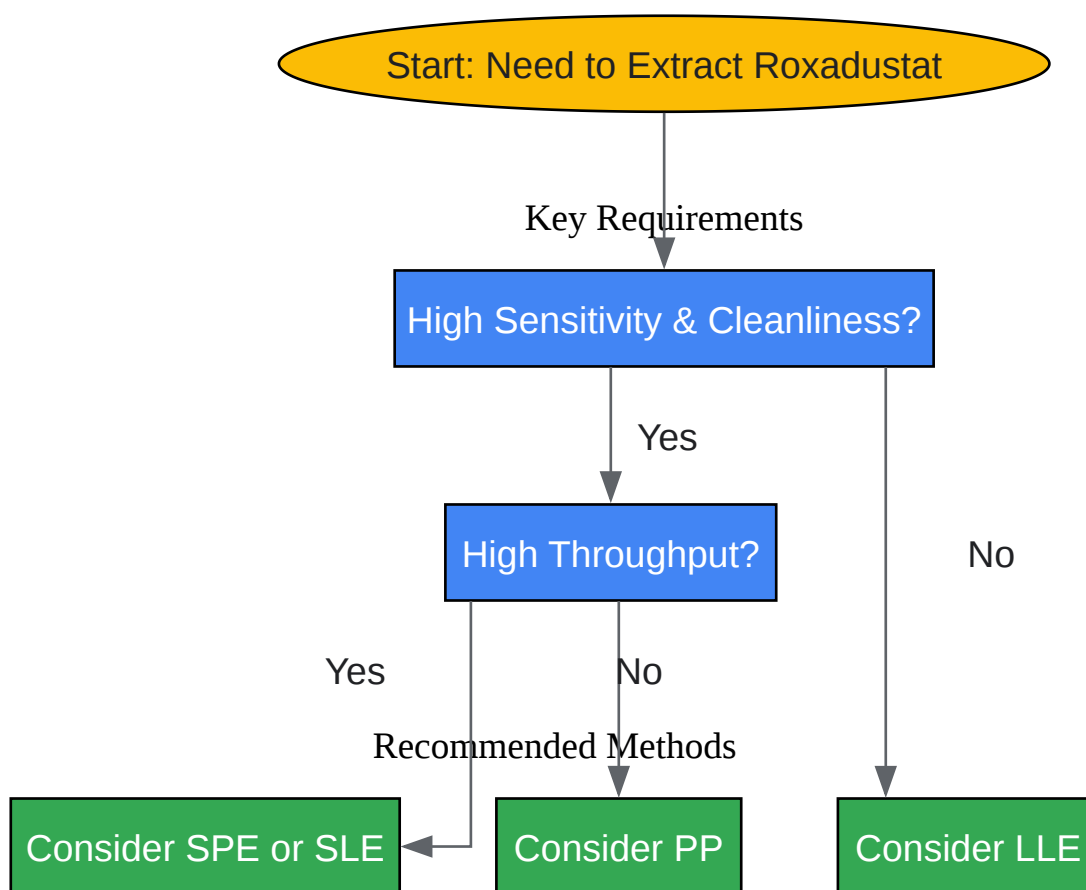 Start: Need to Extract Roxadustat
Key Requirements
High Sensitivity & Cleanliness?
Yes
High Throughput?
No
Yes
No
Recommended Methods
Consider SPE or SLE
Consider PP
Consider LLE